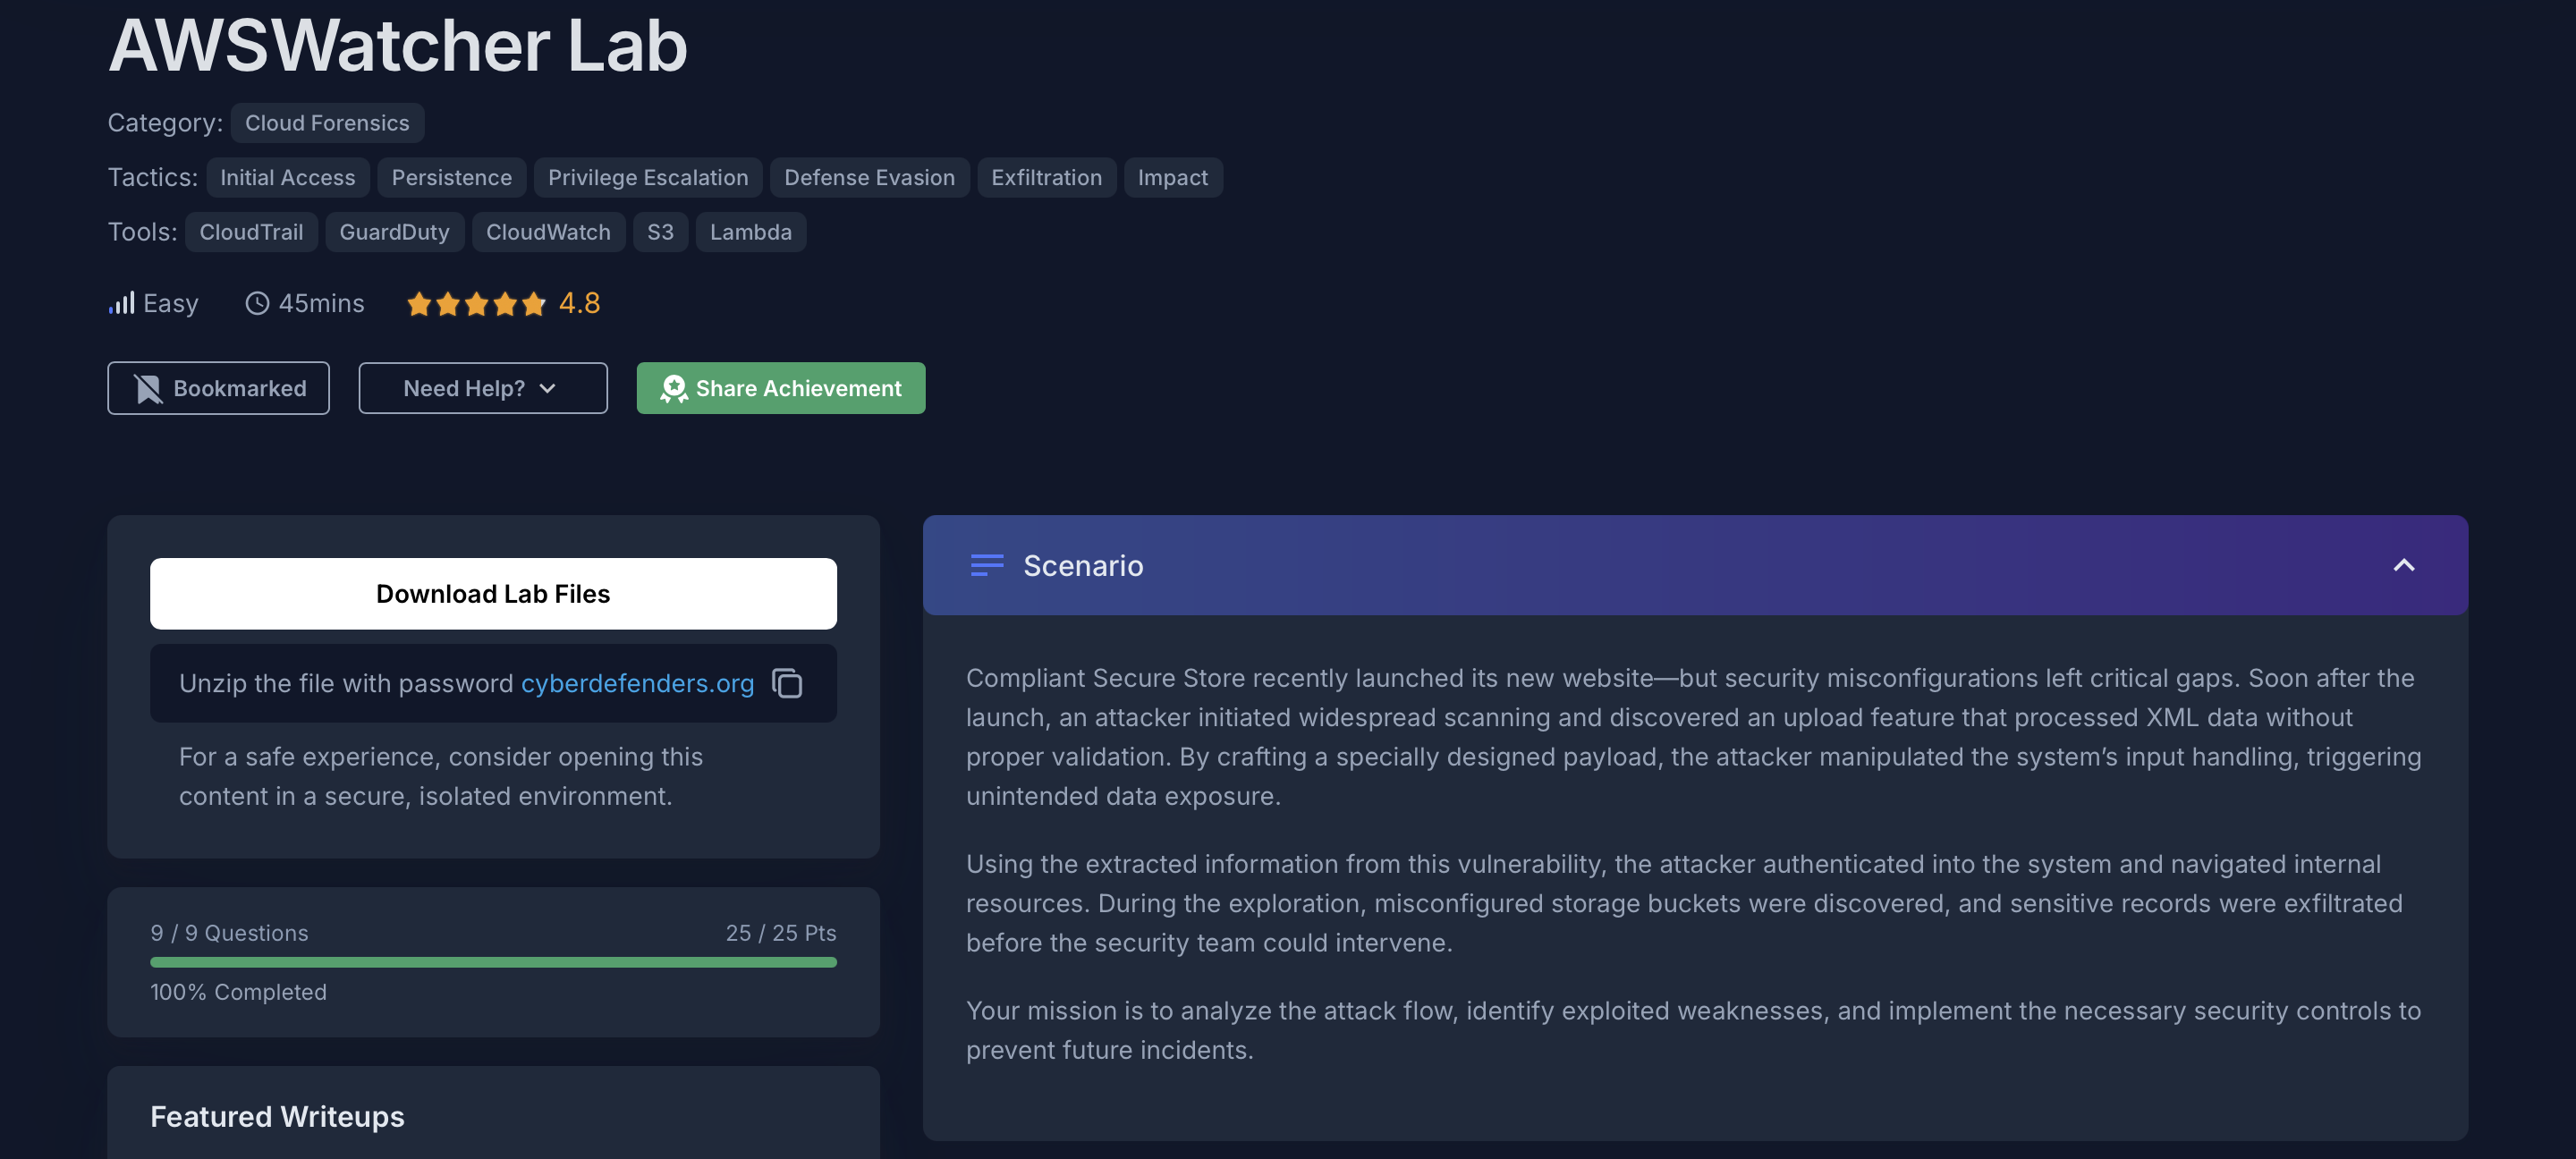 AWSWatcher Lab
Category: Cloud Forensics
Tactics: Initial Access Persistence Privilege Escalation Defense Evasion Exfiltration Impact
Tools: CloudTrail GuardDuty CloudWatch S3 Lambda
Easy 45mins 4.8
Bookmarked Need Help? Share Achievement
Download Lab Files
Unzip the file with password cyberdefenders.org
For a safe experience, consider opening this
content in a secure, isolated environment.
9 / 9 Questions 25 / 25 Pts
100% Completed
Featured Writeups
Scenario
Compliant Secure Store recently launched its new website—but security misconfigurations left critical gaps. Soon after the
launch, an attacker initiated widespread scanning and discovered an upload feature that processed XML data without
proper validation. By crafting a specially designed payload, the attacker manipulated the system’s input handling, triggering
unintended data exposure.
Using the extracted information from this vulnerability, the attacker authenticated into the system and navigated internal
resources. During the exploration, misconfigured storage buckets were discovered, and sensitive records were exfiltrated
before the security team could intervene.
Your mission is to analyze the attack flow, identify exploited weaknesses, and implement the necessary security controls to
prevent future incidents.